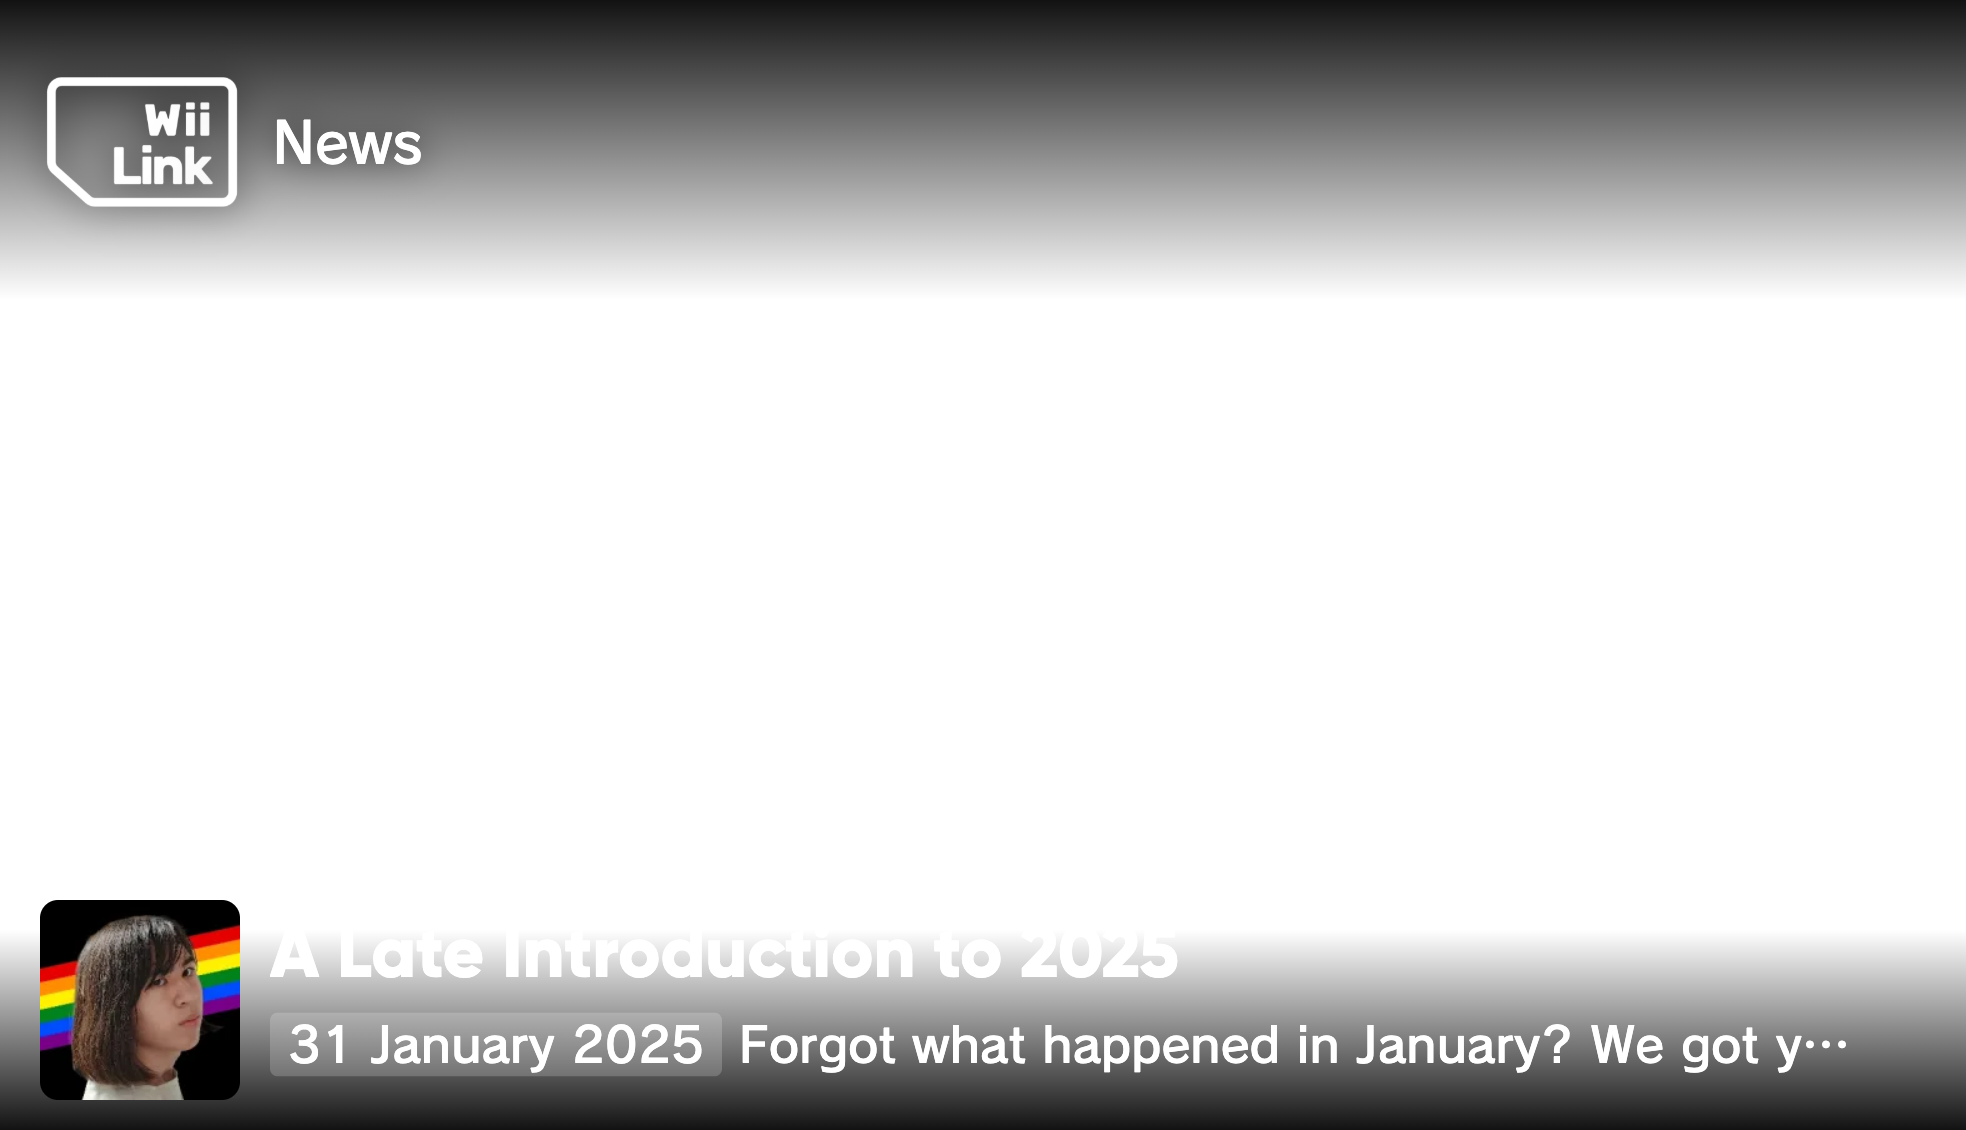 Wii
Link
News
A Late Introduction to 2025
31 January 2025 Forgot what happened in January? We got y…